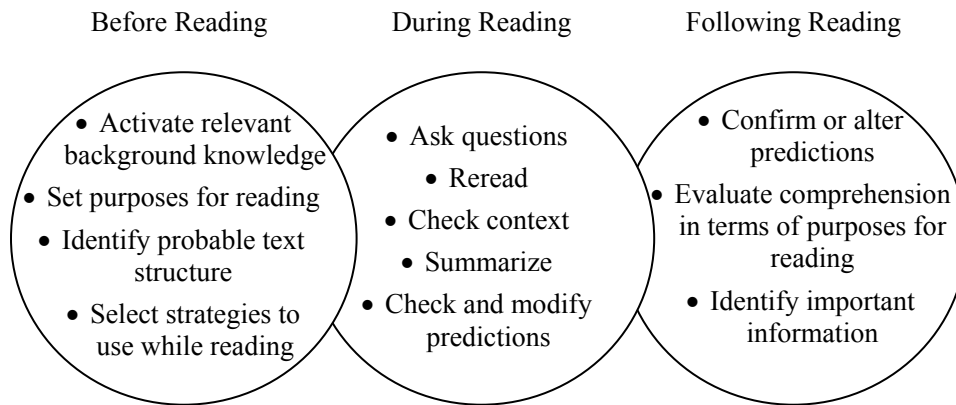 Before Reading
During Reading
Following Reading
• Activate relevant
background knowledge
• Set purposes for reading
• Identify probable text
structure
• Select strategies to
use while reading
• Ask questions
• Reread
• Check context
• Summarize
• Check and modify
predictions
• Confirm or alter
predictions
• Evaluate comprehension
in terms of purposes for
reading
• Identify important
information